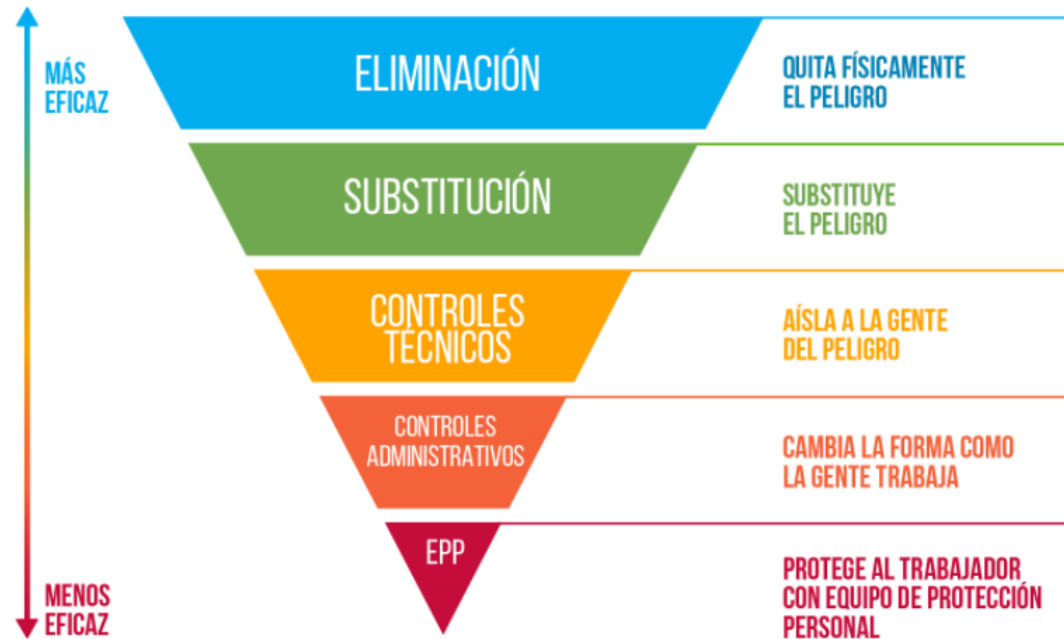 MÁS
EFICAZ
ELIMINACIÓN
QUITA FÍSICAMENTE
EL PELIGRO
SUBSTITUCIÓN
SUBSTITUYE
EL PELIGRO
CONTROLES
TÉCNICOS
AÍSLA A LA GENTE
DEL PELIGRO
CONTROLES
ADMINISTRATIVOS
CAMBIA LA FORMA COMO
LA GENTE TRABAJA
EPP
PROTEGE AL TRABAJADOR
CON EQUIPO DE PROTECCIÓN
PERSONAL
MENOS
EFICAZ